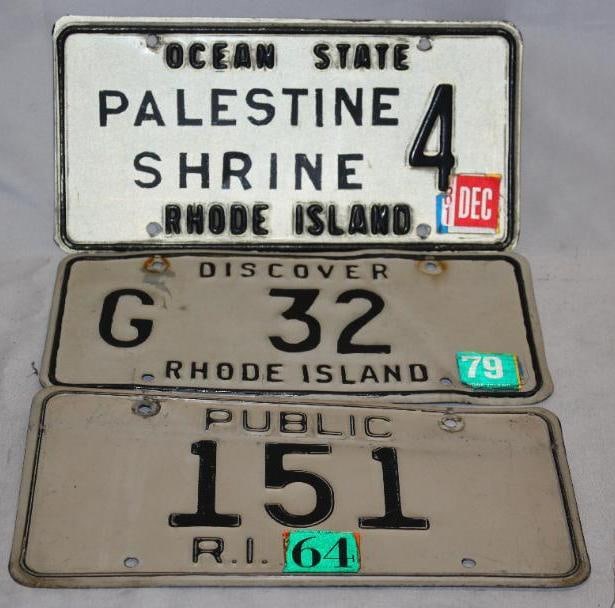 OCEAN STATE
PALESTINE 4
SHRINE
DEC
RHODE ISLAND
DISCOVER
G 32
79
RHODE ISLAND
PUBLIC
151
R.I. 64